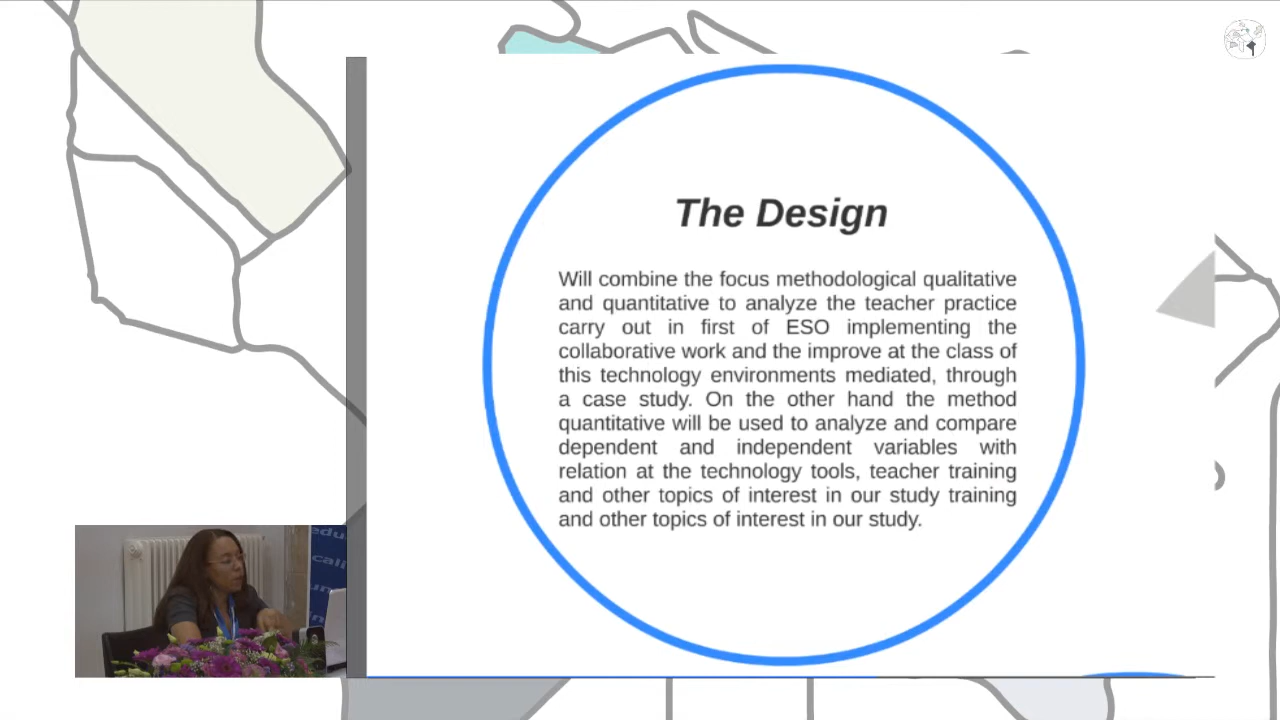 The Design
Will combine the focus methodological qualitative
and quantitative to analyze the teacher practice
carry out in first of ESO implementing the
collaborative work and the improve at the class of
this technology environments mediated, through
a case study. On the other hand the method
quantitative will be used to analyze and compare
dependent and independent variables with
relation at the technology tools, teacher training
and other topics of interest in our study training
and other topics of interest in our study.